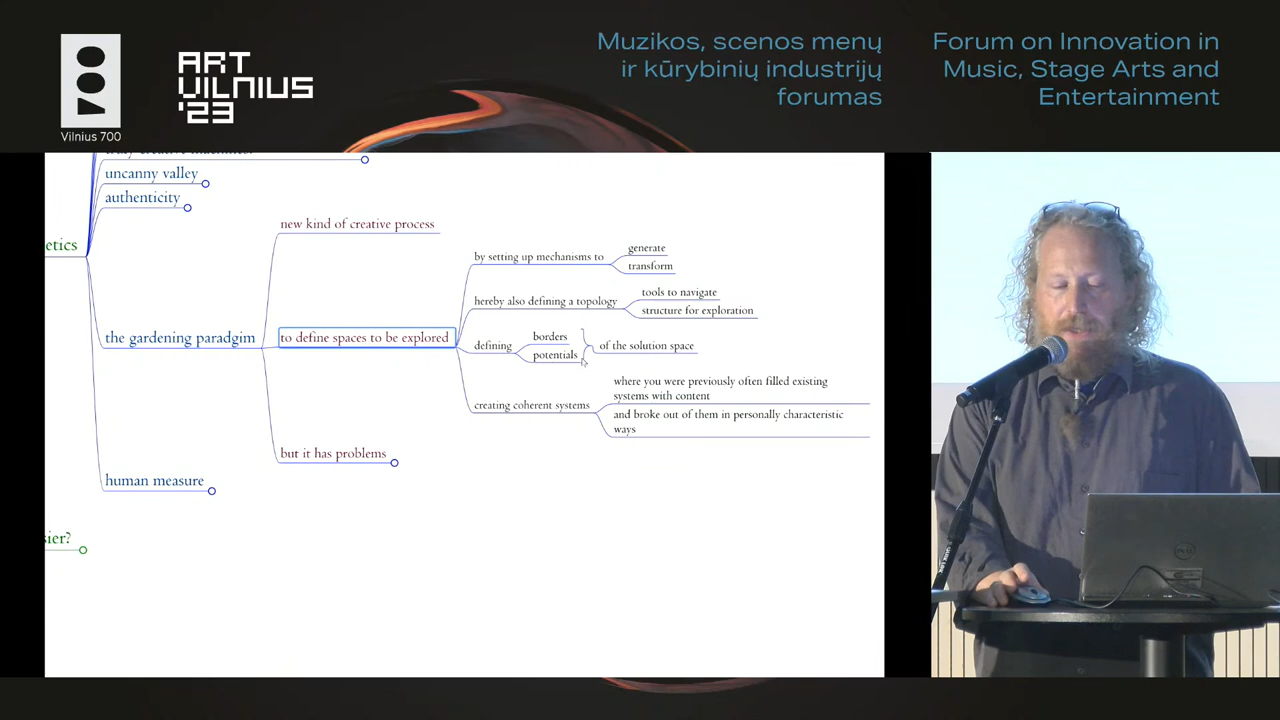 Vilnius 700
ART
VILNIUS
'23
Muzikos, scenos menų
ir kūrybinių industrijų
forumas
Forum on Innovation in
Music, Stage Arts and
Entertainment
uncanny valley
authenticity
etics
new kind of creative process
the gardening paradgim
to define spaces to be explored
by setting up mechanisms to
generate
transform
hereby also defining a topology
tools to navigate
structure for exploration
defining
borders
potentials
of the solution space
creating coherent systems
where you were previously often filled existing
systems with content
and broke out of them in personally characteristic
ways
but it has problems
human measure
sier?
DELL